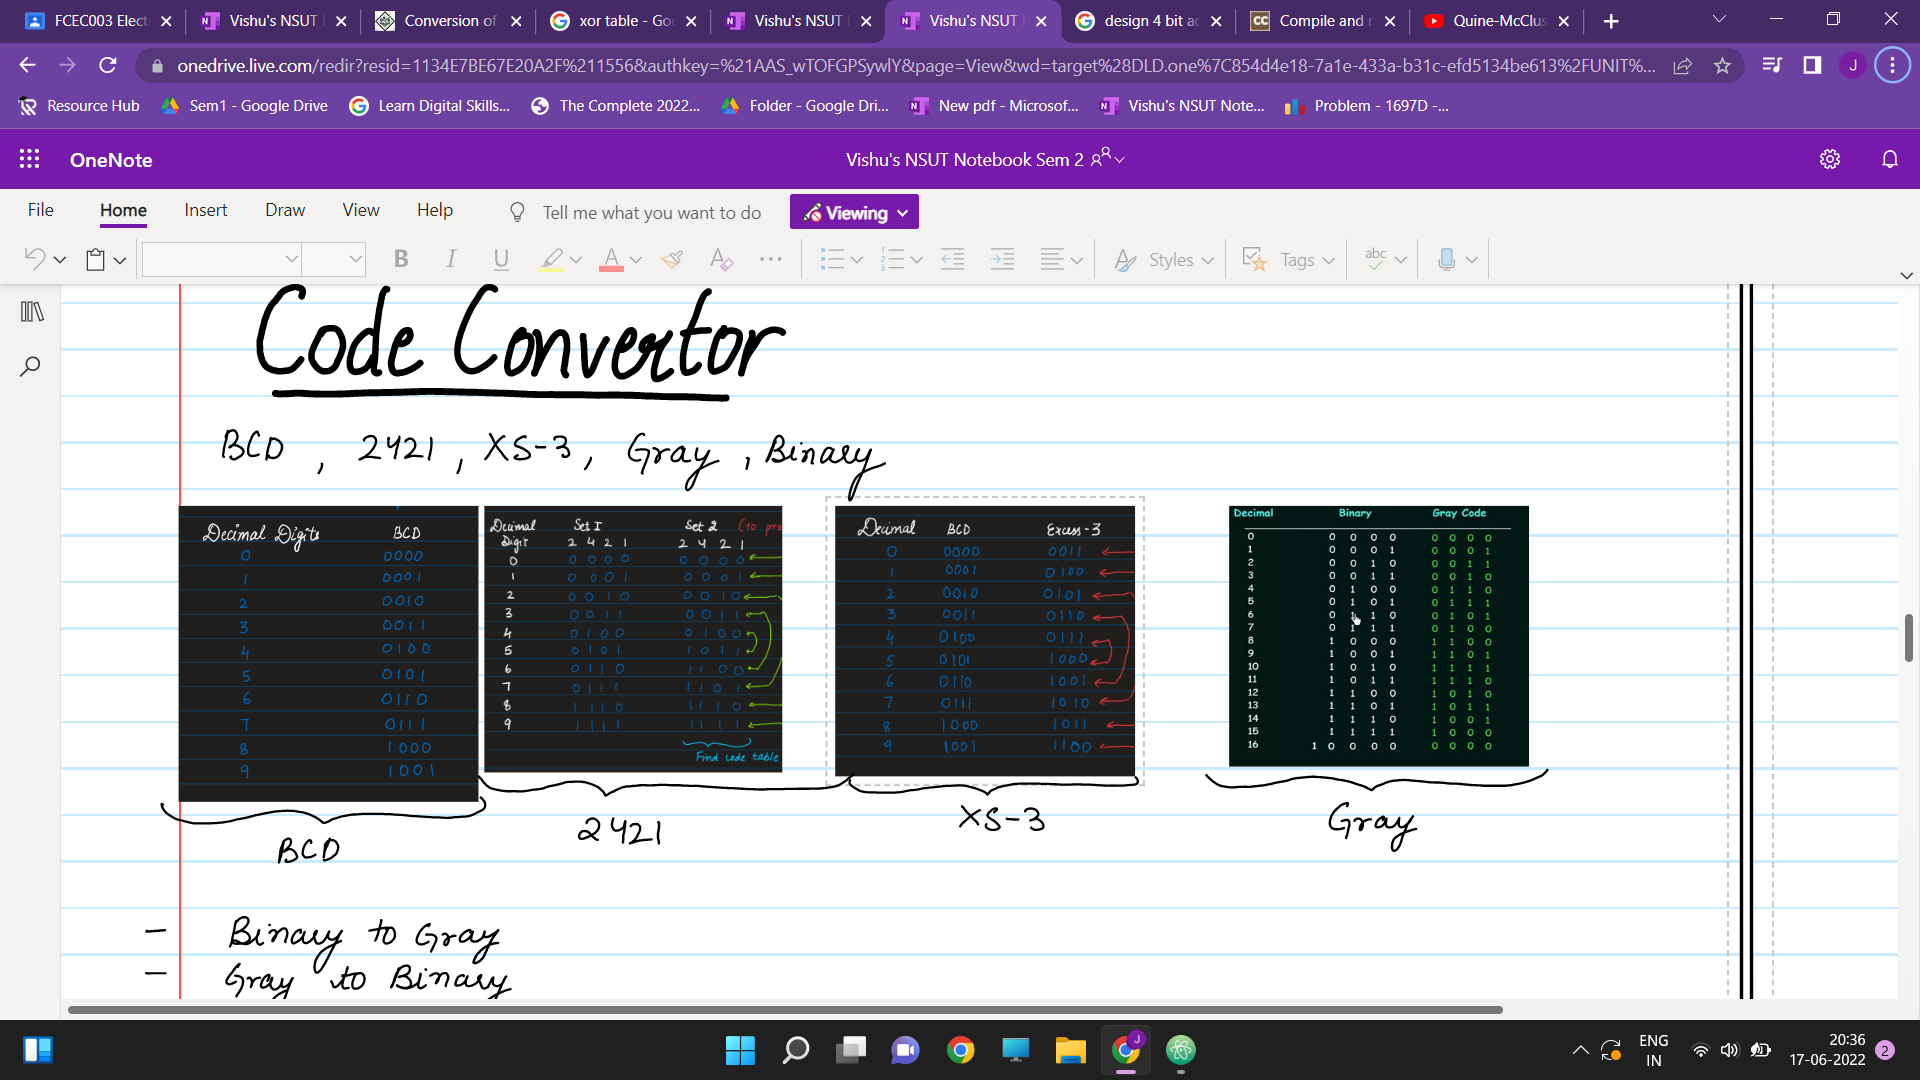 FCEC003 Elect
Vishu's NSUT
Conversion of
xor table - Goo
Vishu's NSUT
Vishu's NSUT
design 4 bit ac
Compile and r
Quine-McClus
onedrive.live.com/redir?resid=1134E7BE67E20A2F%211556&authkey=%21AAS_wTOFGPSywlY&page=View&wd=target%28DLD.one%7C854d4e18-7a1e-433a-b31c-efd5134be613%2FUNIT%...
J
Resource Hub
Sem1 - Google Drive
Learn Digital Skills...
The Complete 2022...
Folder - Google Dri...
New pdf - Microsof...
Vishu's NSUT Note...
Problem - 1697D -...
OneNote
Vishu's NSUT Notebook Sem 2
File Home Insert Draw View Help
Tell me what you want to do
Viewing
B I U A A ...
Styles
Tags
abc
Code Convertor
BCD , 2421 , XS-3, Gray , Binary
Decimal Digits BCD
0 0000
1 0001
2 0010
3 0011
4 0100
5 0101
6 0110
7 0111
8 1000
9 1001
BCD
Decimal Digit Set I Set 2 (To pro
2 4 2 1 2 4 2 1
0 0 0 0 0 0 0 0 0
1 0 0 0 1 0 0 0 1
2 0 0 1 0 0 0 1 0
3 0 0 1 1 0 0 1 1
4 0 1 0 0 0 1 0 0
5 0 1 0 1 1 0 1 1
6 0 1 1 0 1 1 0 0
7 0 1 1 1 1 1 0 1
8 1 1 1 0 1 1 1 0
9 1 1 1 1 1 1 1 1
Find code table
2421
Decimal BCD Excess-3
0 0000 0011
1 0001 0100
2 0010 0101
3 0011 0110
4 0100 0111
5 0101 1000
6 0110 1001
7 0111 1010
8 1000 1011
9 1001 1100
XS-3
Decimal Binary Gray Code
0 0 0 0 0 0 0 0 0
1 0 0 0 1 0 0 0 1
2 0 0 1 0 0 0 1 1
3 0 0 1 1 0 0 1 0
4 0 1 0 0 0 1 1 0
5 0 1 0 1 0 1 1 1
6 0 1 1 0 0 1 0 1
7 0 1 1 1 0 1 0 0
8 1 0 0 0 1 1 0 0
9 1 0 0 1 1 1 0 1
10 1 0 1 0 1 1 1 1
11 1 0 1 1 1 1 1 0
12 1 1 0 0 1 0 1 0
13 1 1 0 1 1 0 1 1
14 1 1 1 0 1 0 0 1
15 1 1 1 1 1 0 0 0
16 1 0 0 0 0 0 0 0 0
Gray
- Binary to Gray
- Gray to Binary
ENG
IN
20:36
17-06-2022
2